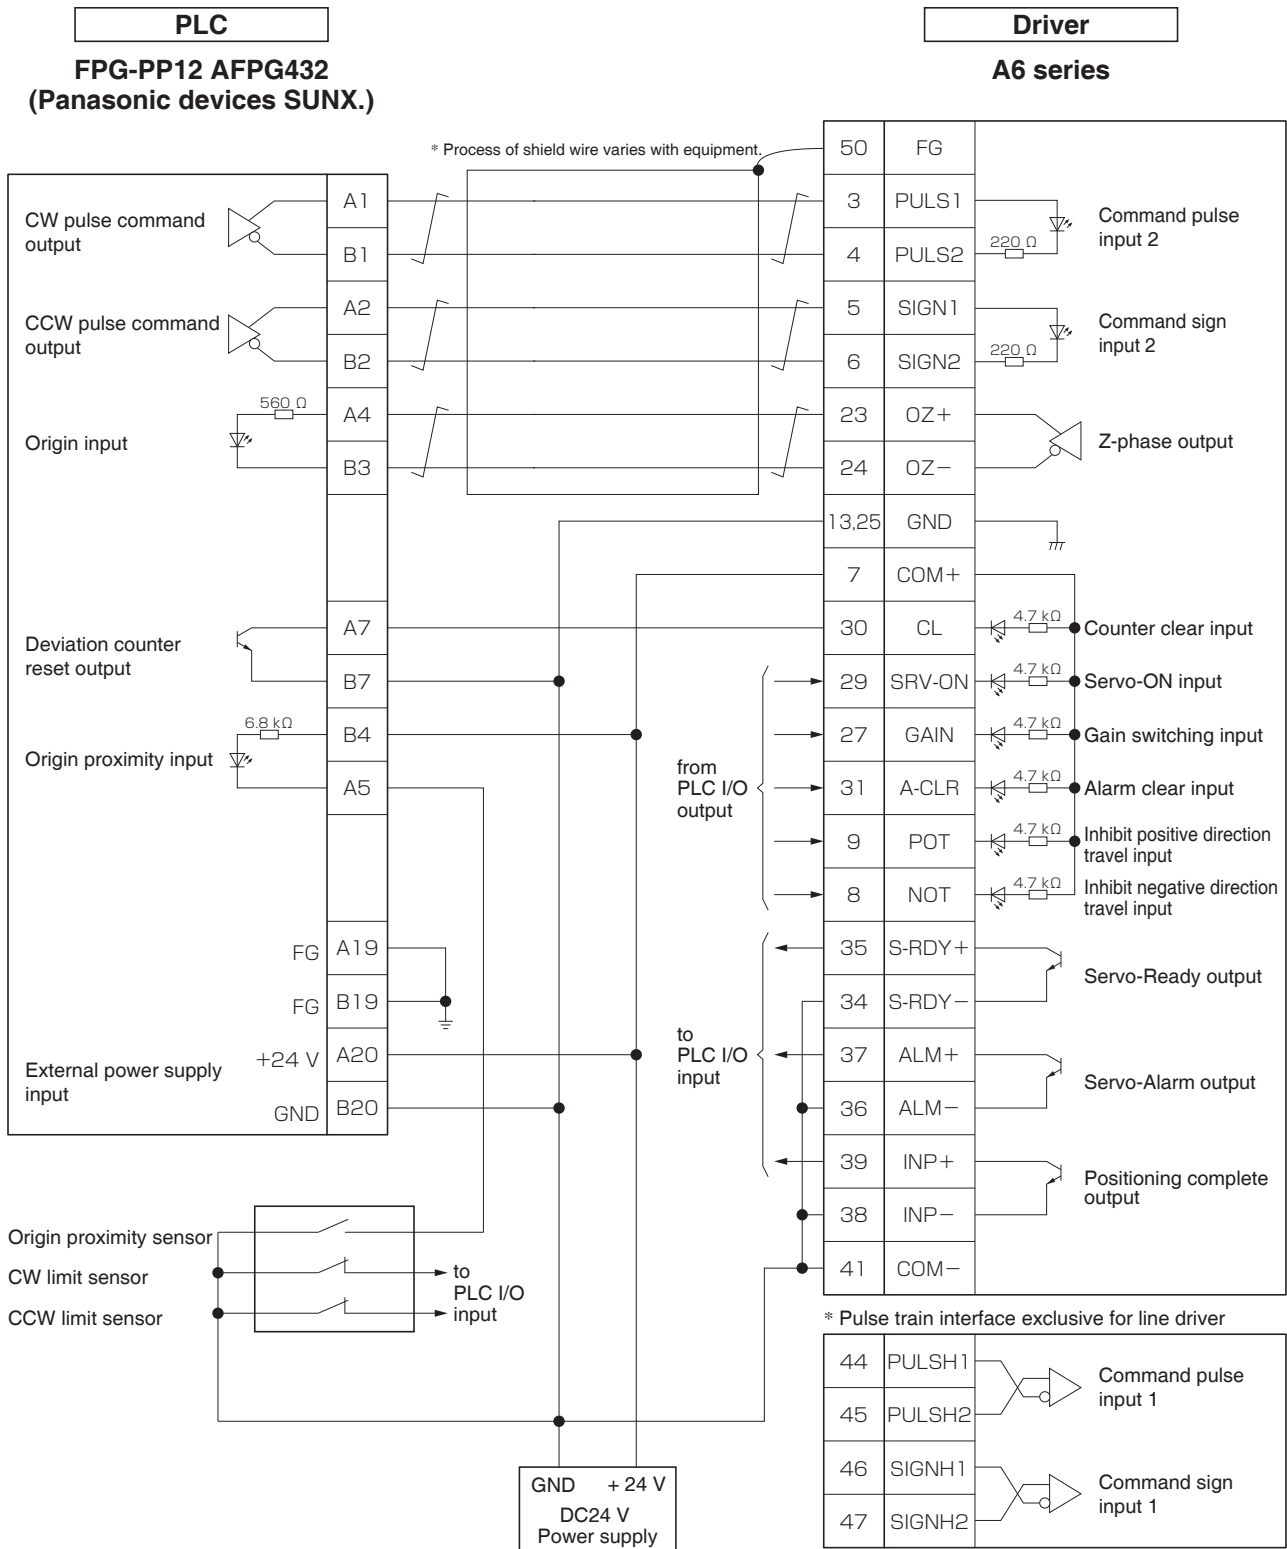 PLC
Driver
FPG-PP12 AFPG432
(Panasonic devices SUNX.)
A6 series
* Process of shield wire varies with equipment.
CW pulse command
output
A1
B1
CCW pulse command
output
A2
B2
Origin input
560 Ω
A4
B3
Deviation counter
reset output
A7
B7
Origin proximity input
6.8 kΩ
B4
A5
FG A19
FG B19
External power supply
input
+24 V A20
GND B20
50 FG
3 PULS1
4 PULS2
220 Ω
Command pulse
input 2
5 SIGN1
6 SIGN2
220 Ω
Command sign
input 2
23 OZ+
24 OZ−
Z-phase output
13,25 GND
7 COM+
30 CL 4.7 kΩ Counter clear input
29 SRV-ON 4.7 kΩ Servo-ON input
27 GAIN 4.7 kΩ Gain switching input
31 A-CLR 4.7 kΩ Alarm clear input
9 POT 4.7 kΩ Inhibit positive direction
travel input
8 NOT 4.7 kΩ Inhibit negative direction
travel input
from
PLC I/O
output
35 S-RDY+
34 S-RDY−
Servo-Ready output
37 ALM+
36 ALM−
Servo-Alarm output
39 INP+
38 INP−
Positioning complete
output
41 COM−
to
PLC I/O
input
Origin proximity sensor
CW limit sensor
CCW limit sensor
to
PLC I/O
input
GND + 24 V
DC24 V
Power supply
* Pulse train interface exclusive for line driver
44 PULSH1
45 PULSH2
Command pulse
input 1
46 SIGNH1
47 SIGNH2
Command sign
input 1